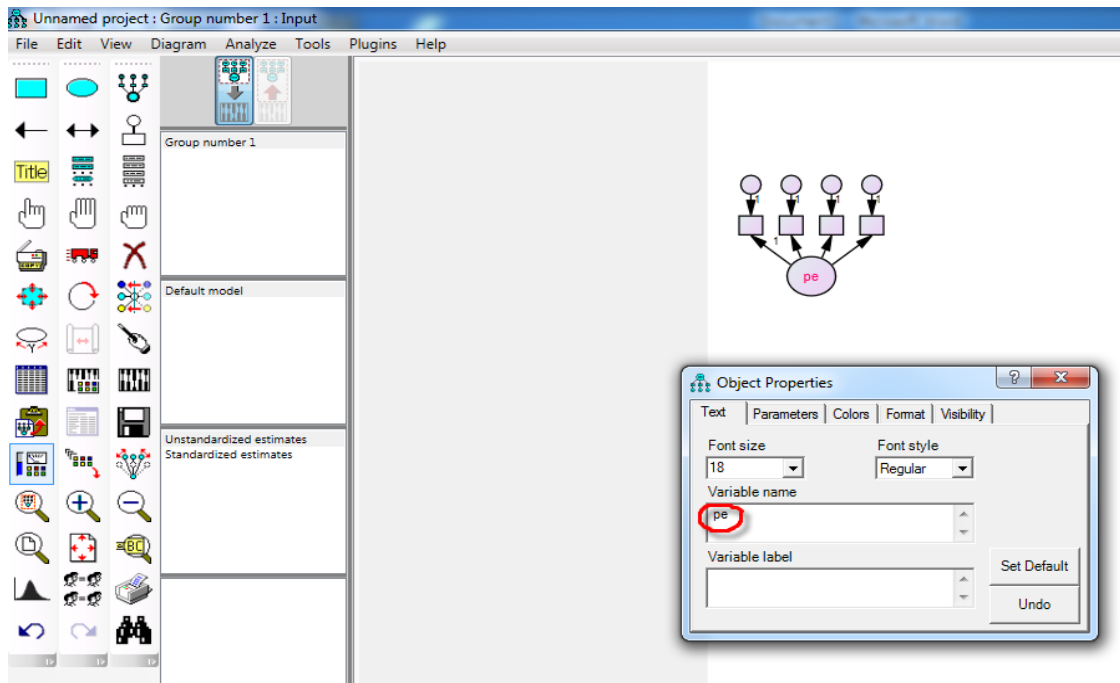 Unnamed project : Group number 1 : Input
File Edit View Diagram Analyze Tools Plugins Help
Title
Group number 1
Default model
Unstandardized estimates
Standardized estimates
1 1 1 1
1
pe
Object Properties
Text Parameters Colors Format Visibility
Font size Font style
18 Regular
Variable name
pe
Variable label
Set Default
Undo